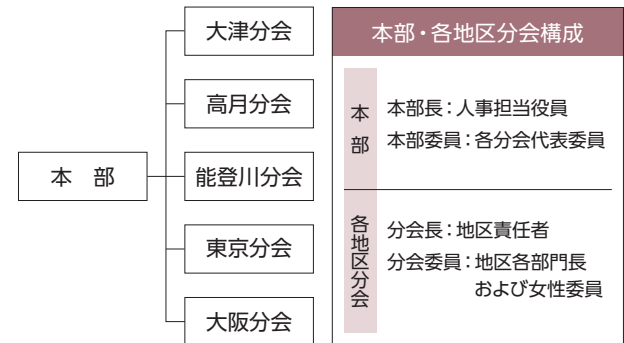 本部
大津分会
高月分会
能登川分会
東京分会
大阪分会
本部・各地区分会構成
本部
本部長：人事担当役員
本部委員：各分会代表委員
各地区分会
分会長：地区責任者
分会委員：地区各部門長
および女性委員